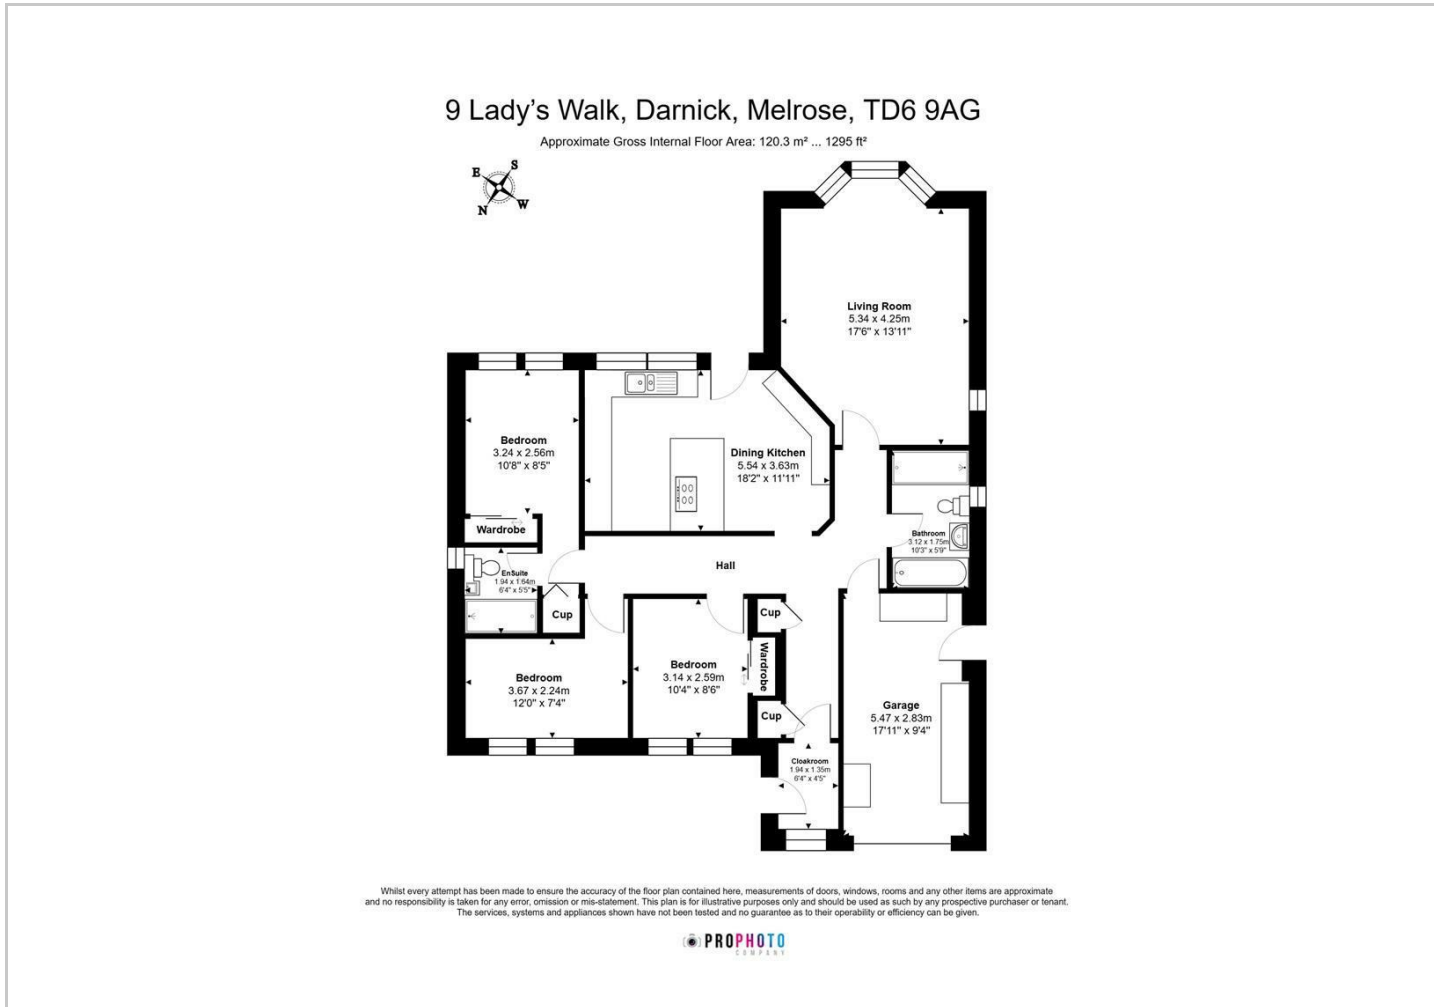 9 Lady's Walk, Darnick, Melrose, TD6 9AG
Approximate Gross Internal Floor Area: 120.3 m² ... 1295 ft²
S
E
W
N
Living Room
5.34 x 4.25m
17'6" x 13'11"
Bedroom
3.24 x 2.56m
10'8" x 8'5"
Dining Kitchen
5.54 x 3.63m
18'2" x 11'11"
Wardrobe
Bathroom
3.12 x 1.75m
10'3" x 5'9"
EnSuite
1.94 x 1.64m
6'4" x 5'5"
Hall
Cup
Cup
Bedroom
3.67 x 2.24m
12'0" x 7'4"
Bedroom
3.14 x 2.59m
10'4" x 8'6"
Wardrobe
Cup
Garage
5.47 x 2.83m
17'11" x 9'4"
Cloakroom
1.94 x 1.35m
6'4" x 4'5"
Whilst every attempt has been made to ensure the accuracy of the floor plan contained here, measurements of doors, windows, rooms and any other items are approximate
and no responsibility is taken for any error, omission or mis-statement. This plan is for illustrative purposes only and should be used as such by any prospective purchaser or tenant.
The services, systems and appliances shown have not been tested and no guarantee as to their operability or efficiency can be given.
PROPHOTO
COMPANY